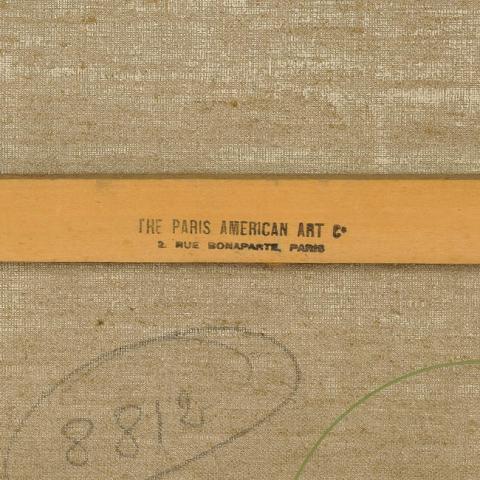 THE PARIS AMERICAN ART Cº
2. RUE BONAPARTE, PARIS
8812